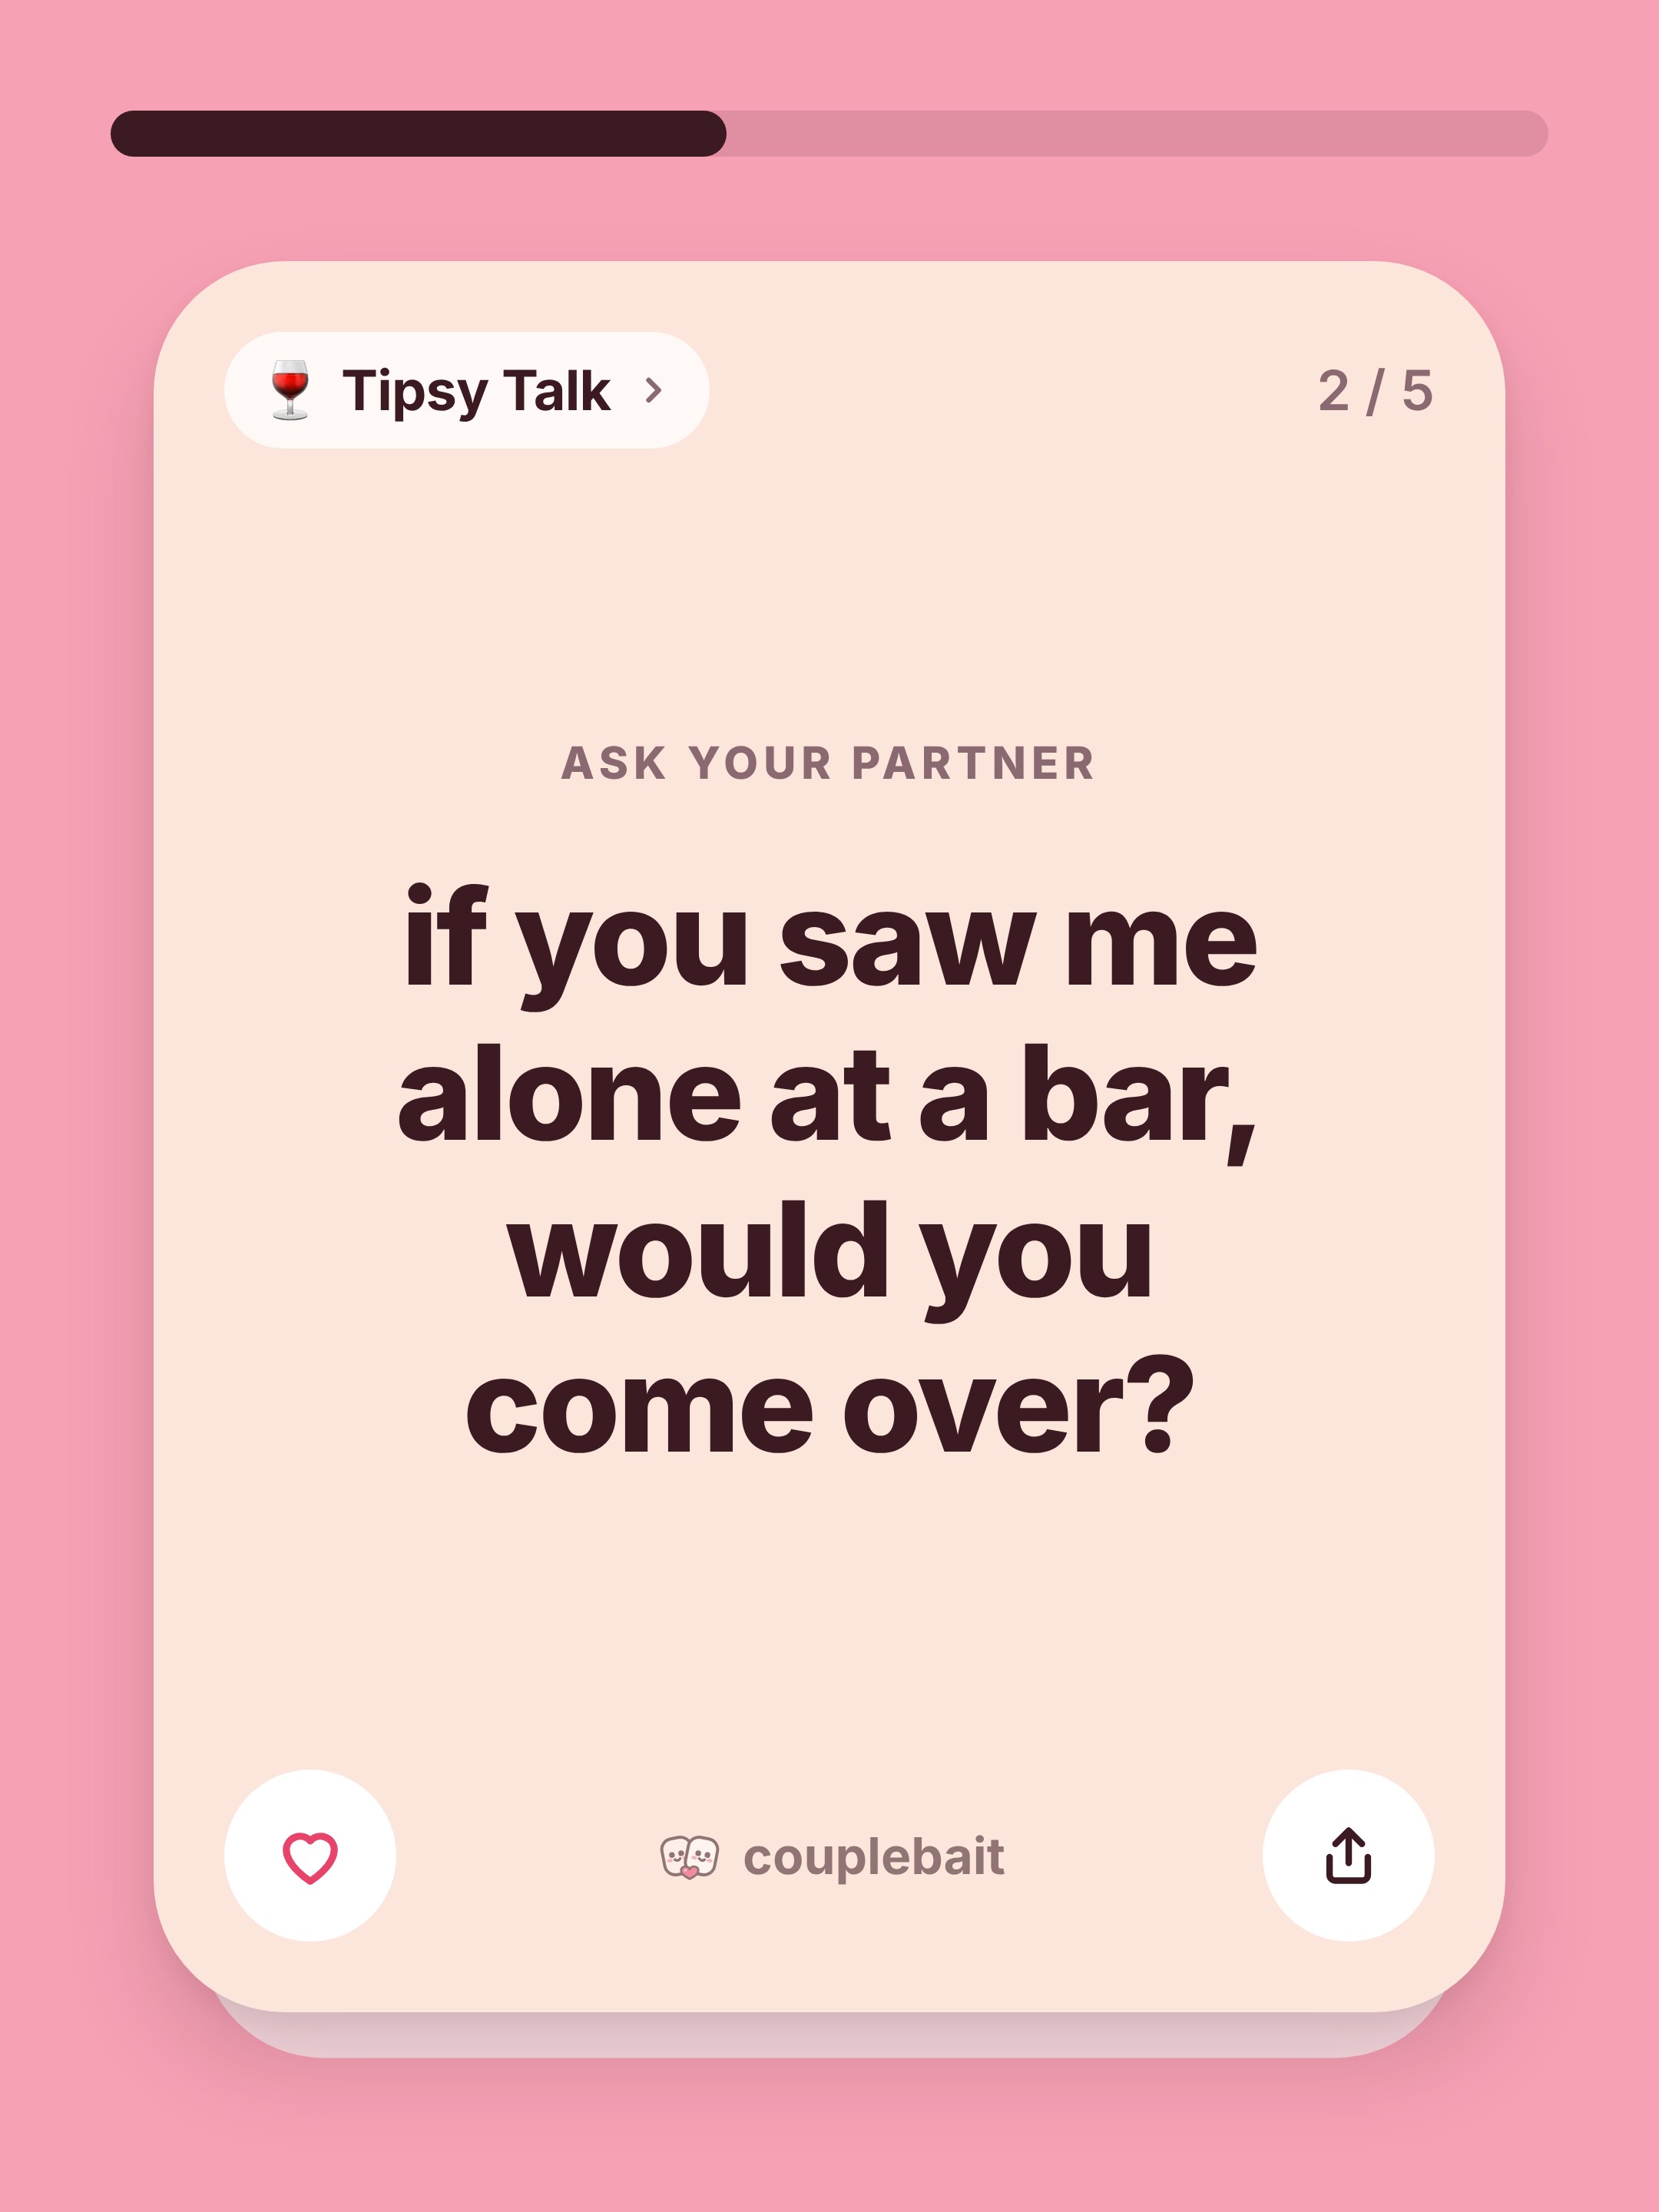 Tipsy Talk
2 / 5
ASK YOUR PARTNER
if you saw me
alone at a bar,
would you
come over?
couplebait